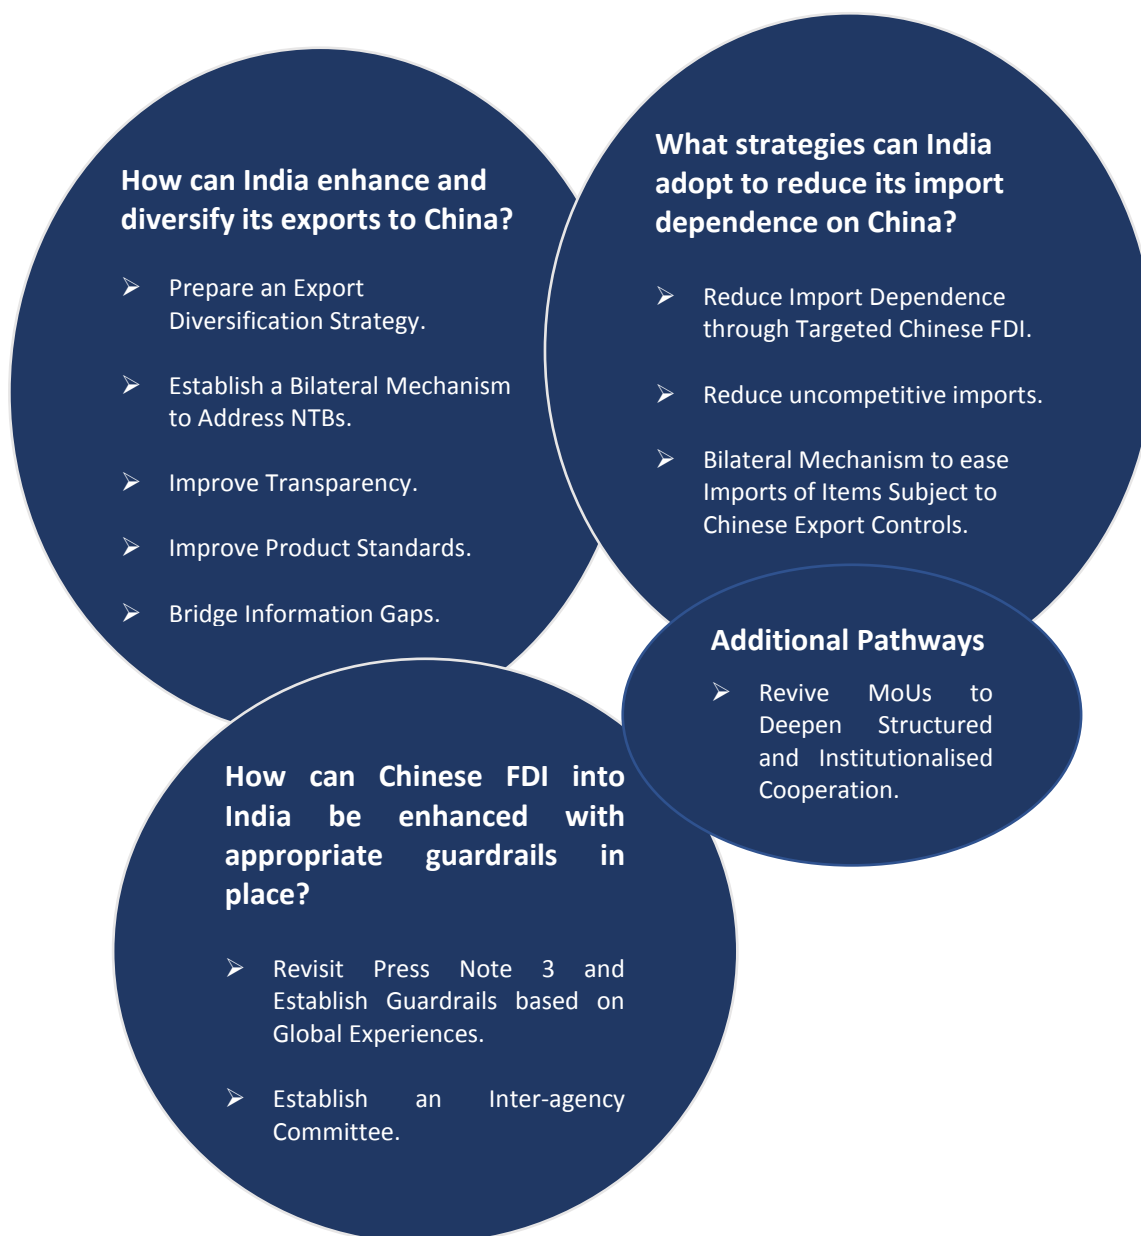 How can India enhance and
diversify its exports to China?
➢ Prepare an Export
Diversification Strategy.
➢ Establish a Bilateral Mechanism
to Address NTBs.
➢ Improve Transparency.
➢ Improve Product Standards.
➢ Bridge Information Gaps.
What strategies can India
adopt to reduce its import
dependence on China?
➢ Reduce Import Dependence
through Targeted Chinese FDI.
➢ Reduce uncompetitive imports.
➢ Bilateral Mechanism to ease
Imports of Items Subject to
Chinese Export Controls.
Additional Pathways
➢ Revive MoUs to
Deepen Structured
and Institutionalised
Cooperation.
How can Chinese FDI into
India be enhanced with
appropriate guardrails in
place?
➢ Revisit Press Note 3 and
Establish Guardrails based on
Global Experiences.
➢ Establish an Inter-agency
Committee.